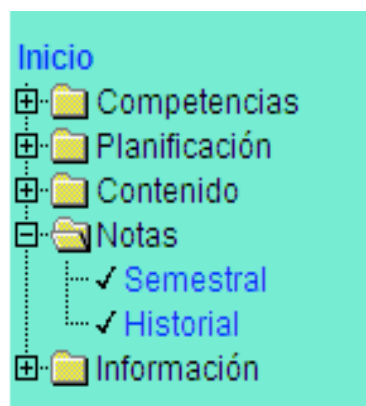 Inicio
Competencias
Planificación
Contenido
Notas
Semestral
Historial
Información